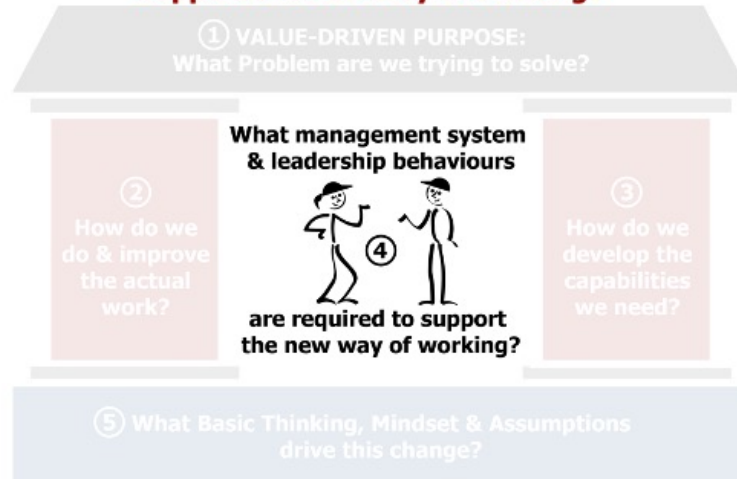 ① VALUE-DRIVEN PURPOSE:
What Problem are we trying to solve?
What management system
& leadership behaviours
②
How do we
do & improve
the actual
work?
④
③
How do we
develop the
capabilities
we need?
are required to support
the new way of working?
⑤ What Basic Thinking, Mindset & Assumptions
drive this change?